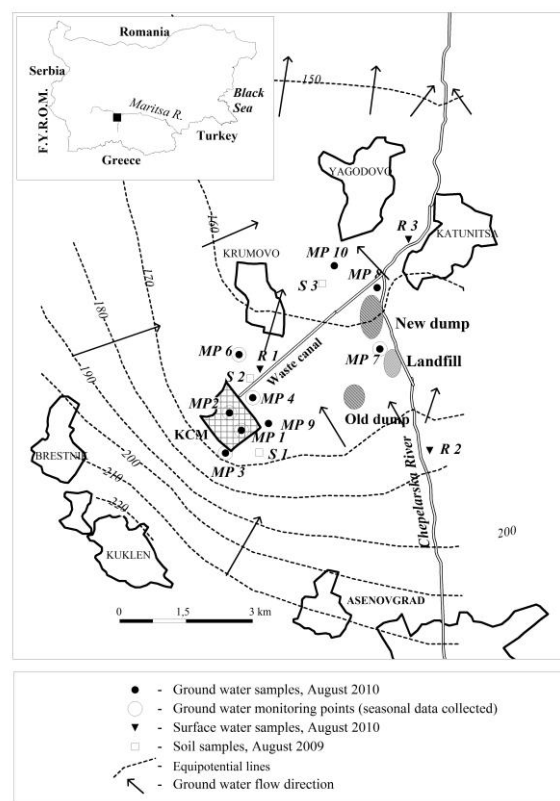 Romania
Serbia
F.Y.R.O.M.
Maritsa R.
Black
Sea
Turkey
Greece
150
YAGODOVO
160
R 3
KATUNITSA
KRUMOVO
MP 10
MP 8
170
S 3
180
New dump
R 1
Waste canal
MP 6
MP 7
Landfill
190
S 2
MP2
MP 4
Old dump
KCM
MP 9
MP 1
200
BRESTNIK
MP 3
S 1
R 2
210
Chepelarska River
220
200
KUKLEN
ASENOVGRAD
0 1,5 3 km
- Ground water samples, August 2010
- Ground water monitoring points (seasonal data collected)
- Surface water samples, August 2010
- Soil samples, August 2009
- Equipotential lines
- Ground water flow direction